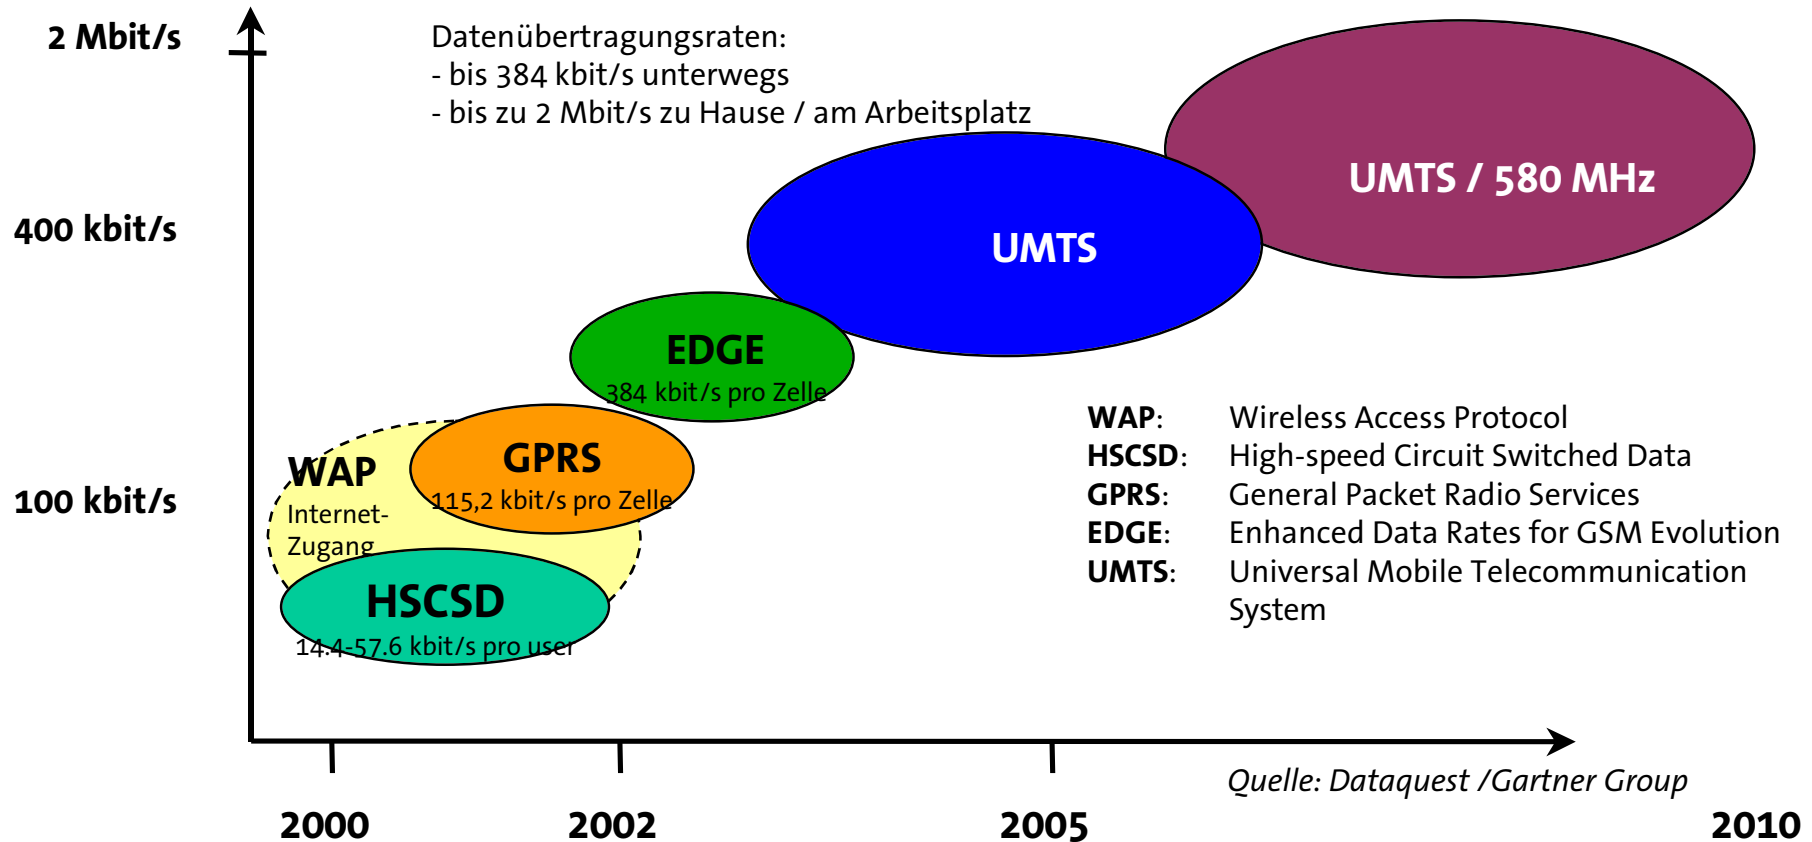 2 Mbit/s
400 kbit/s
100 kbit/s
Datenübertragungsraten:
- bis 384 kbit/s unterwegs
- bis zu 2 Mbit/s zu Hause / am Arbeitsplatz
UMTS / 580 MHz
UMTS
EDGE
384 kbit/s pro Zelle
GPRS
115,2 kbit/s pro Zelle
WAP
Internet-
Zugang
HSCSD
14.4-57.6 kbit/s pro user
WAP: Wireless Access Protocol
HSCSD: High-speed Circuit Switched Data
GPRS: General Packet Radio Services
EDGE: Enhanced Data Rates for GSM Evolution
UMTS: Universal Mobile Telecommunication
System
Quelle: Dataquest /Gartner Group
2000 2002 2005 2010